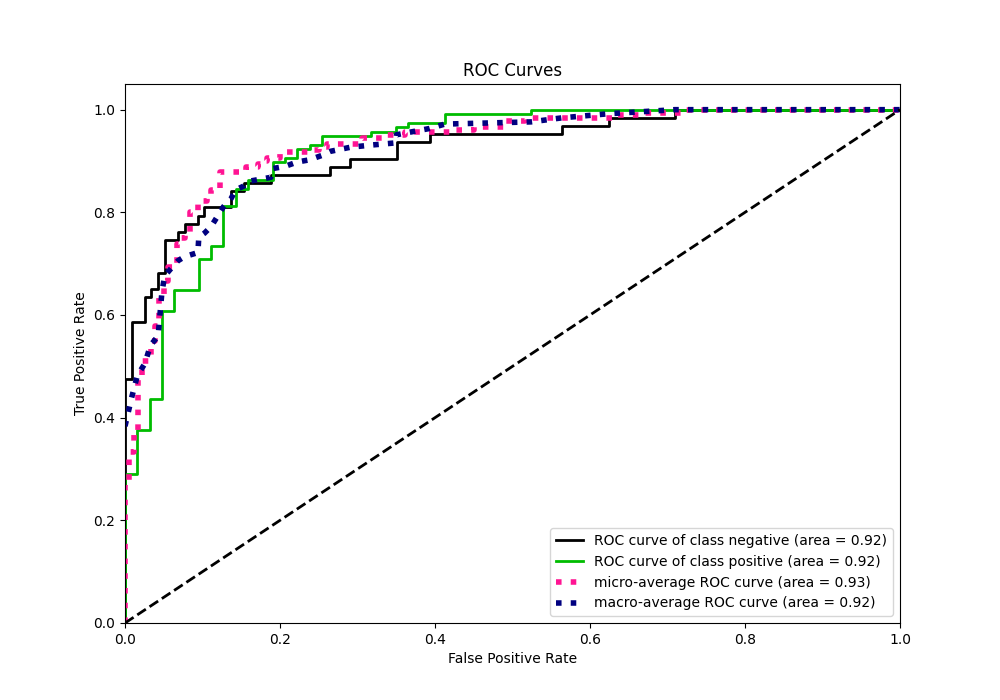 ROC Curves
True Positive Rate
1.0
0.8
0.6
0.4
0.2
0.0
0.0 0.2 0.4 0.6 0.8 1.0
False Positive Rate
ROC curve of class negative (area = 0.92)
ROC curve of class positive (area = 0.92)
micro-average ROC curve (area = 0.93)
macro-average ROC curve (area = 0.92)